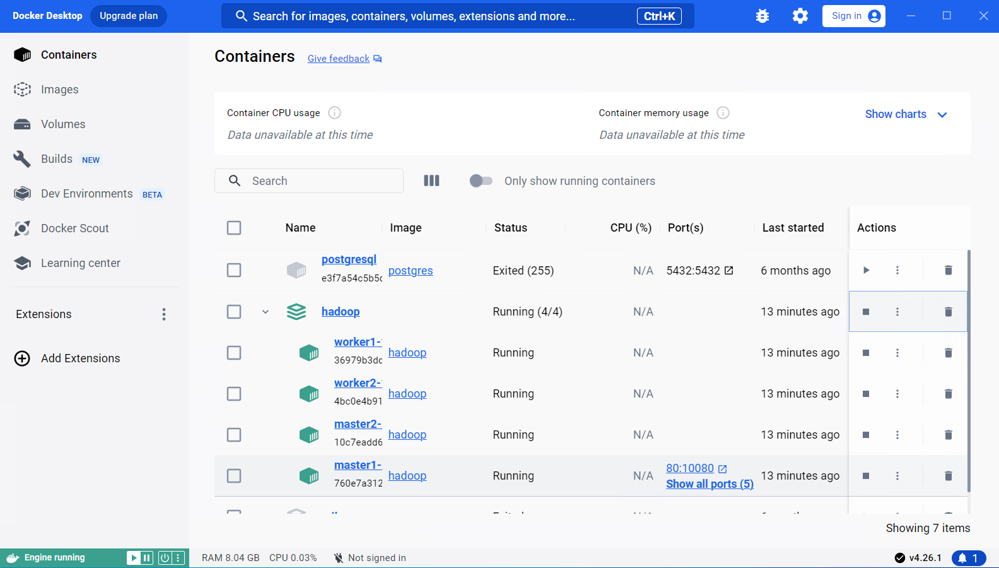 Docker Desktop
Upgrade plan
Search for images, containers, volumes, extensions and more...
Ctrl+K
Sign in
Containers
Images
Volumes
Builds NEW
Dev Environments BETA
Docker Scout
Learning center
Extensions
Add Extensions
Containers Give feedback
Container CPU usage
Data unavailable at this time
Container memory usage
Data unavailable at this time
Show charts
Search
Only show running containers
Name Image Status CPU (%) Port(s) Last started Actions
postgresql
e3f7a54c5b5c postgres Exited (255) N/A 5432:5432 6 months ago
hadoop Running (4/4) N/A 13 minutes ago
worker1-
36979b3dc hadoop Running N/A 13 minutes ago
worker2-
4bc0e4b91 hadoop Running N/A 13 minutes ago
master2-
10c7eadd6 hadoop Running N/A 13 minutes ago
master1-
760e7a312 hadoop Running N/A 80:10080 13 minutes ago
Show all ports (5)
Showing 7 items
Engine running
RAM 8.04 GB CPU 0.03% Not signed in
v4.26.1
1